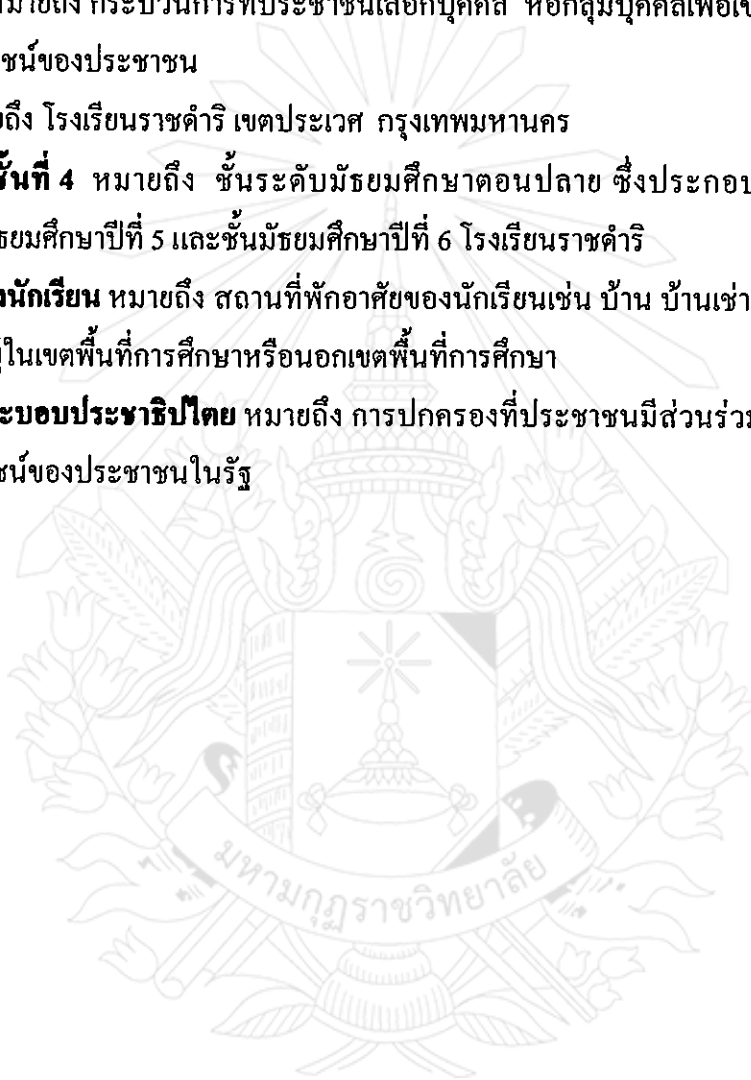 หมายถึง กระบวนการที่ประชาชนเลือกบุคคล หอกลุ่มบุคคลเพื่อเข
ชน์ของประชาชน
ถึง โรงเรียนราชดำริ เขตประเวศ กรุงเทพมหานคร
ชั้นที่ 4 หมายถึง ชั้นระดับมัธยมศึกษาตอนปลาย ซึ่งประกอบ
ธยมศึกษาปีที่ 5 และชั้นมัธยมศึกษาปีที่ 6 โรงเรียนราชดำริ
นักเรียน หมายถึง สถานที่พักอาศัยของนักเรียนเช่น บ้าน บ้านเช่า
ในเขตพื้นที่การศึกษาหรือนอกเขตพื้นที่การศึกษา
ะบอบประชาธิปไตย หมายถึง การปกครองที่ประชาชนมีส่วนร่วม
ชน์ของประชาชนในรัฐ
มหามกุฏราชวิทยาลัย